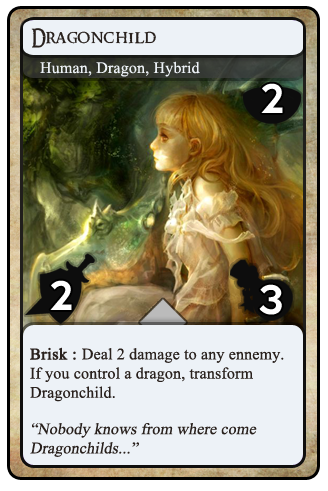 Dragonchild
Human, Dragon, Hybrid
2
2
3
Brisk : Deal 2 damage to any ennemy.
If you control a dragon, transform
Dragonchild.
“Nobody knows from where come
Dragonchilds...”